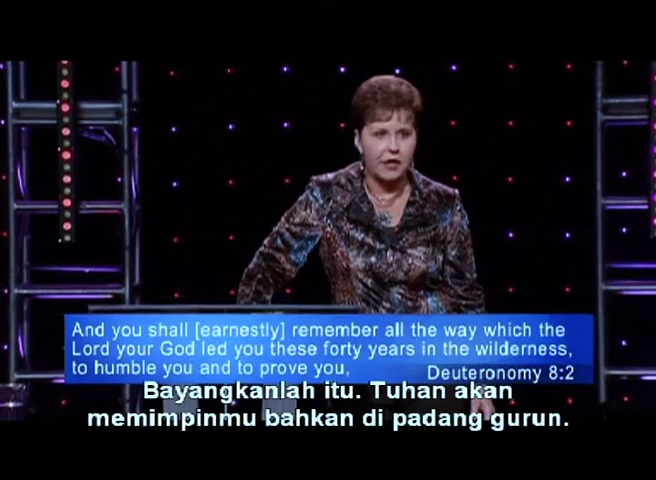 And you shall [earnestly] remember all the way which the
Lord your God led you these forty years in the wilderness,
to humble you and to prove you,
Deuteronomy 8:2
Bayangkanlah itu. Tuhan akan
memimpinmu bahkan di padang gurun.